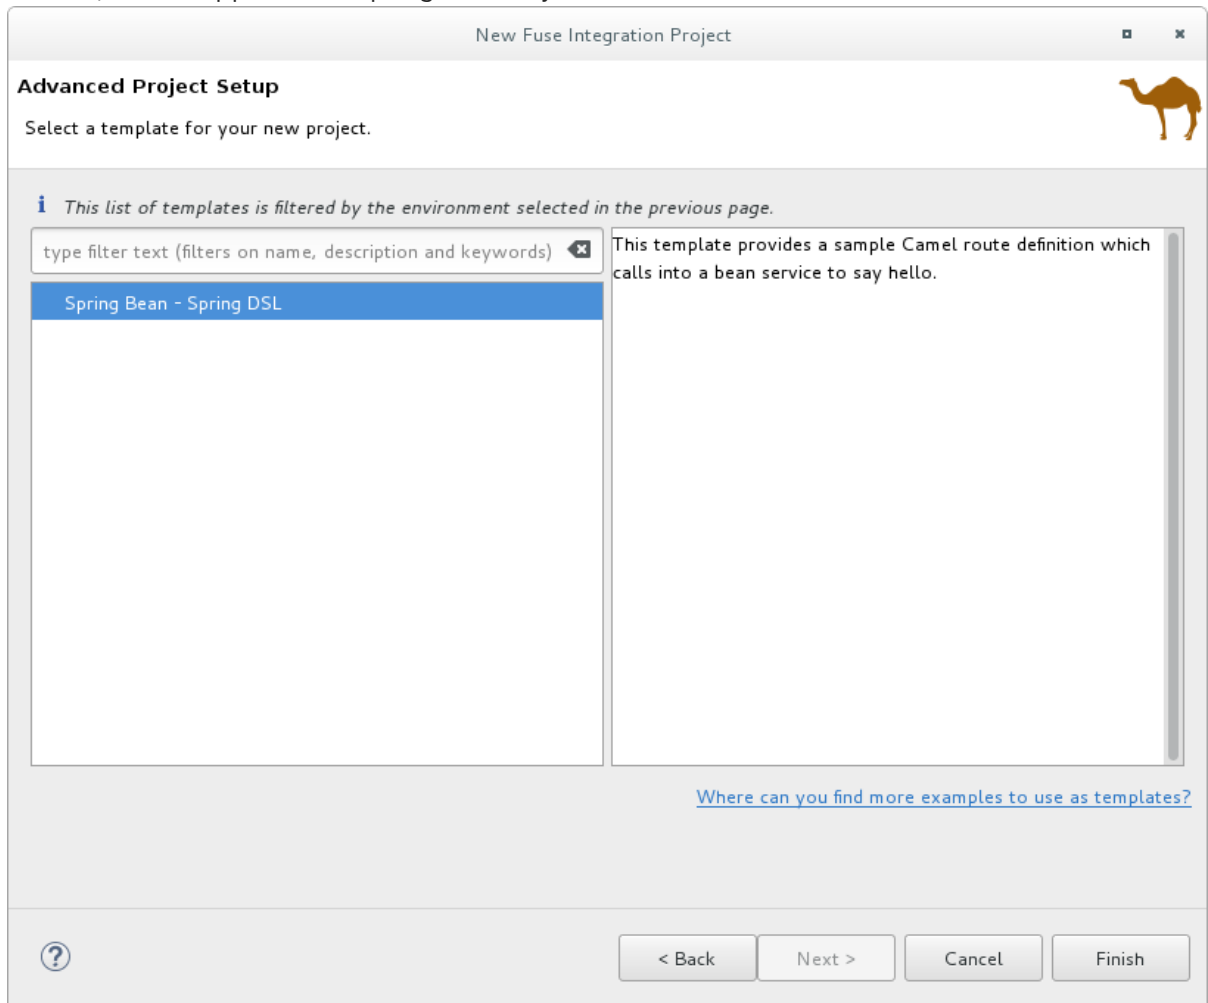 New Fuse Integration Project
Advanced Project Setup
Select a template for your new project.
i This list of templates is filtered by the environment selected in the previous page.
type filter text (filters on name, description and keywords)
This template provides a sample Camel route definition which
calls into a bean service to say hello.
Spring Bean - Spring DSL
Where can you find more examples to use as templates?
? < Back Next > Cancel Finish